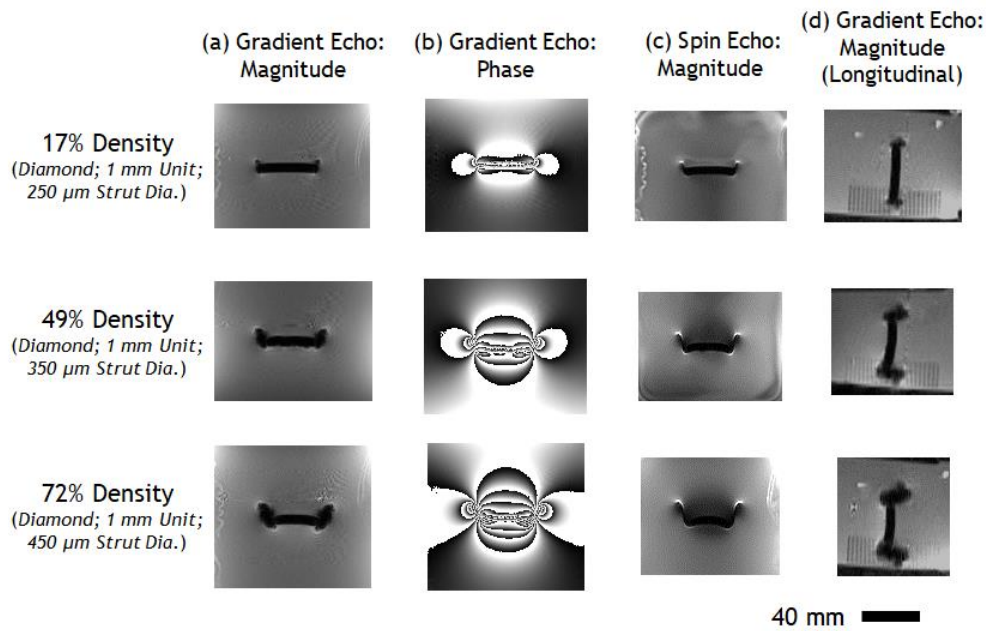 (a) Gradient Echo:
Magnitude
(b) Gradient Echo:
Phase
(c) Spin Echo:
Magnitude
(d) Gradient Echo:
Magnitude
(Longitudinal)
17% Density
(Diamond; 1 mm Unit;
250 µm Strut Dia.)
49% Density
(Diamond; 1 mm Unit;
350 µm Strut Dia.)
72% Density
(Diamond; 1 mm Unit;
450 µm Strut Dia.)
40 mm